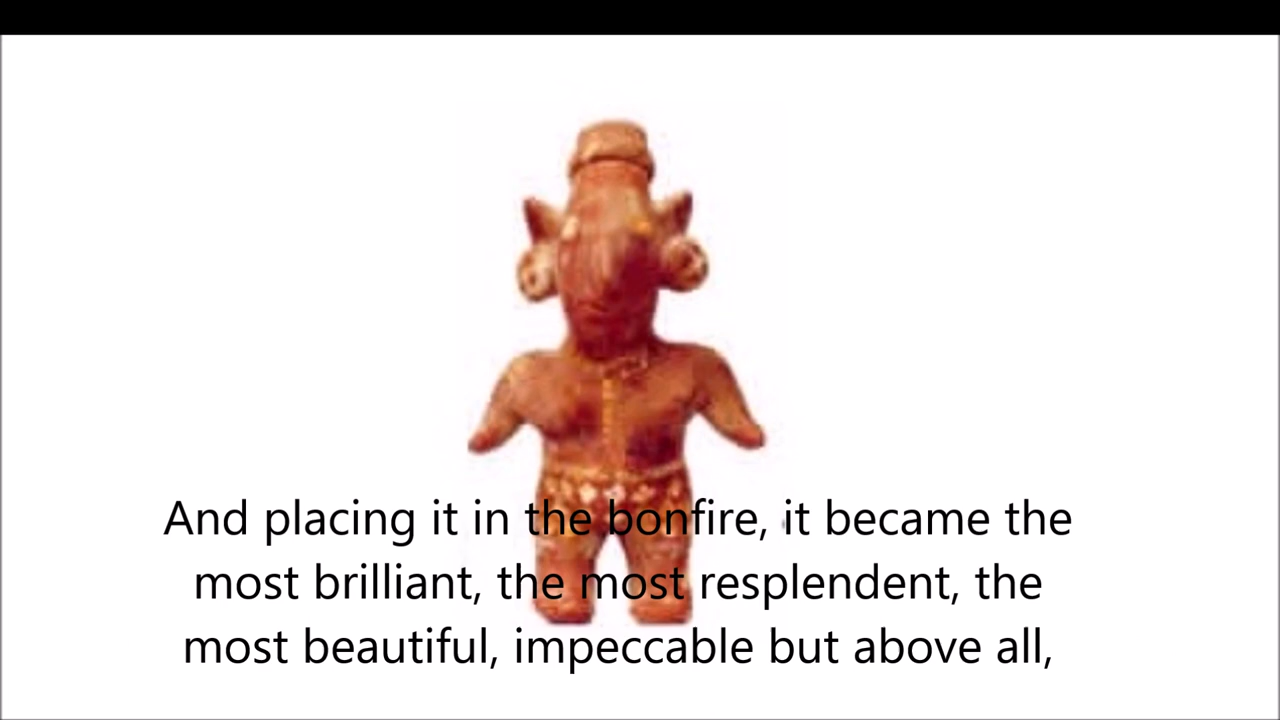 And placing it in the bonfire, it became the
most brilliant, the most resplendent, the
most beautiful, impeccable but above all,